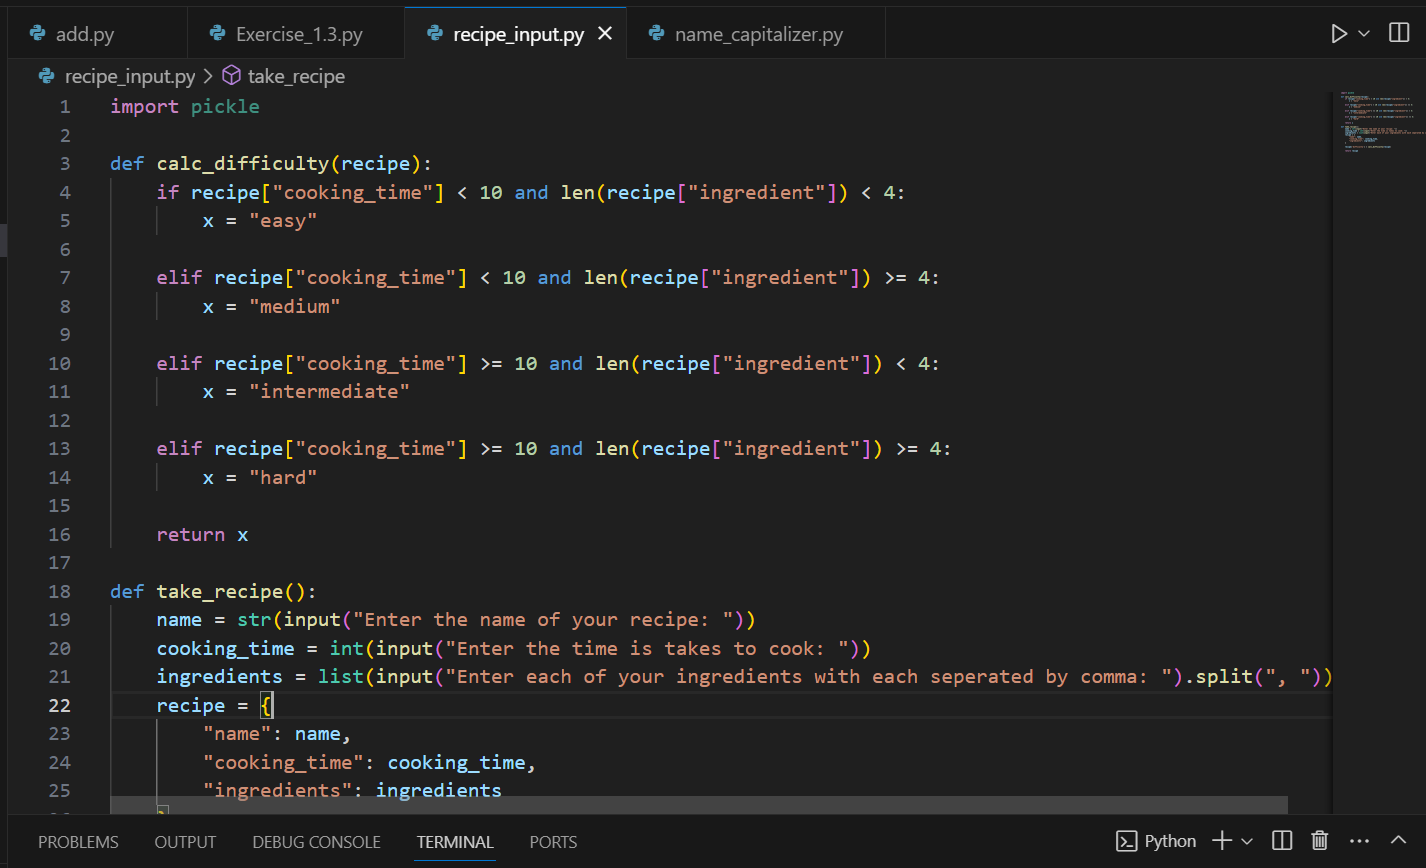 add.py Exercise_1.3.py recipe_input.py name_capitalizer.py
recipe_input.py > take_recipe
1 import pickle
2
3 def calc_difficulty(recipe):
4 if recipe["cooking_time"] < 10 and len(recipe["ingredient"]) < 4:
5 x = "easy"
6
7 elif recipe["cooking_time"] < 10 and len(recipe["ingredient"]) >= 4:
8 x = "medium"
9
10 elif recipe["cooking_time"] >= 10 and len(recipe["ingredient"]) < 4:
11 x = "intermediate"
12
13 elif recipe["cooking_time"] >= 10 and len(recipe["ingredient"]) >= 4:
14 x = "hard"
15
16 return x
17
18 def take_recipe():
19 name = str(input("Enter the name of your recipe: "))
20 cooking_time = int(input("Enter the time is takes to cook: "))
21 ingredients = list(input("Enter each of your ingredients with each seperated by comma: ").split(", "))
22 recipe = {
23 "name": name,
24 "cooking_time": cooking_time,
25 "ingredients": ingredients
PROBLEMS OUTPUT DEBUG CONSOLE TERMINAL PORTS Python